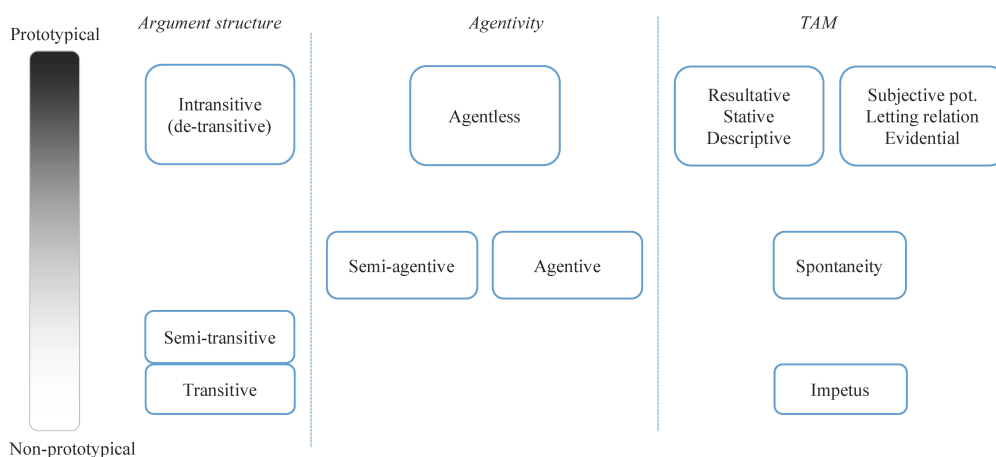 Argument structure
Agentivity
TAM
Prototypical
Intransitive
(de-transitive)
Agentless
Resultative
Stative
Descriptive
Subjective pot.
Letting relation
Evidential
Semi-agentive
Agentive
Spontaneity
Semi-transitive
Transitive
Impetus
Non-prototypical